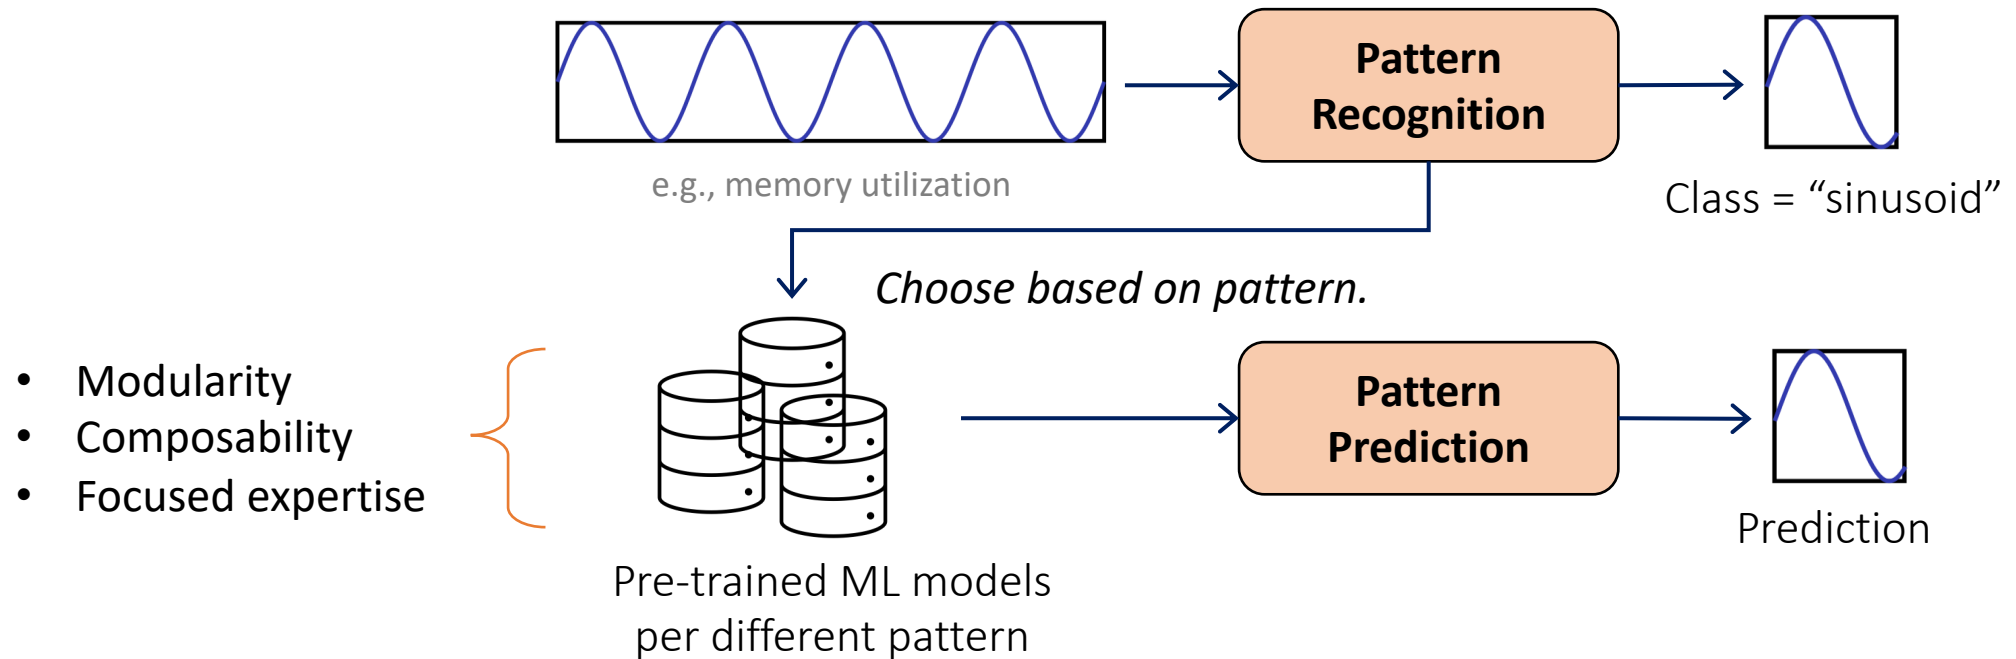 Pattern
Recognition
e.g., memory utilization
Class = “sinusoid”
Choose based on pattern.
• Modularity
• Composability
• Focused expertise
Pattern
Prediction
Prediction
Pre-trained ML models
per different pattern